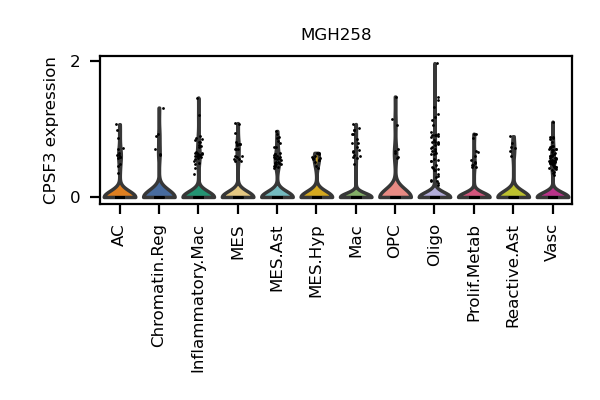 MGH258
CPSF3 expression
2
0
AC
Chromatin.Reg
Inflammatory.Mac
MES
MES.Ast
MES.Hyp
Mac
OPC
Oligo
Prolif.Metab
Reactive.Ast
Vasc